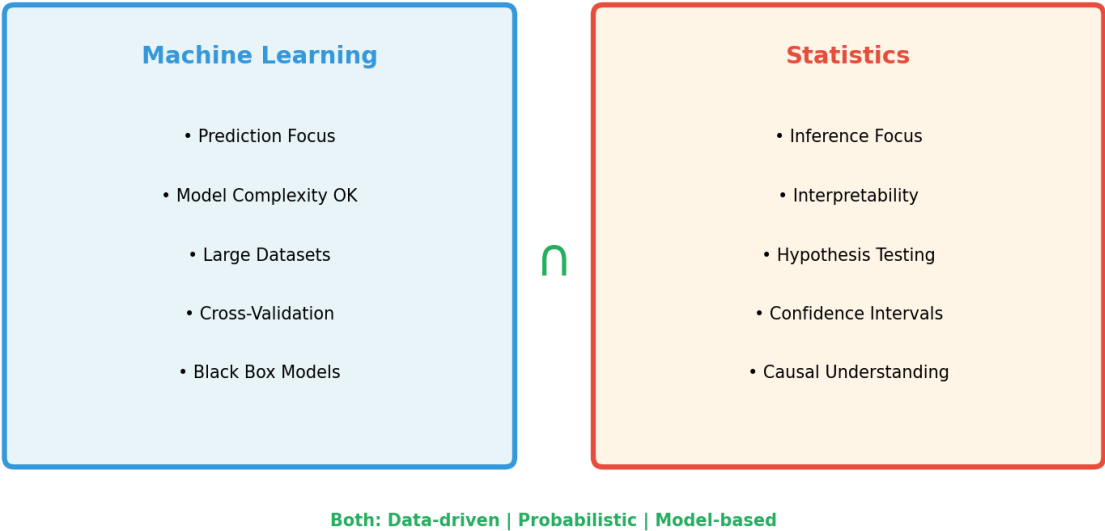 Machine Learning
• Prediction Focus
• Model Complexity OK
• Large Datasets
• Cross-Validation
• Black Box Models
∩
Statistics
• Inference Focus
• Interpretability
• Hypothesis Testing
• Confidence Intervals
• Causal Understanding
Both: Data-driven | Probabilistic | Model-based